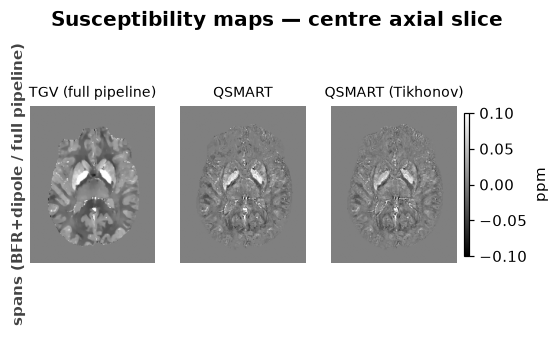 Susceptibility maps — centre axial slice
spans (BFR+dipole / full pipeline)
TGV (full pipeline)
QSMART
QSMART (Tikhonov)
0.10
0.05
0.00
−0.05
−0.10
ppm